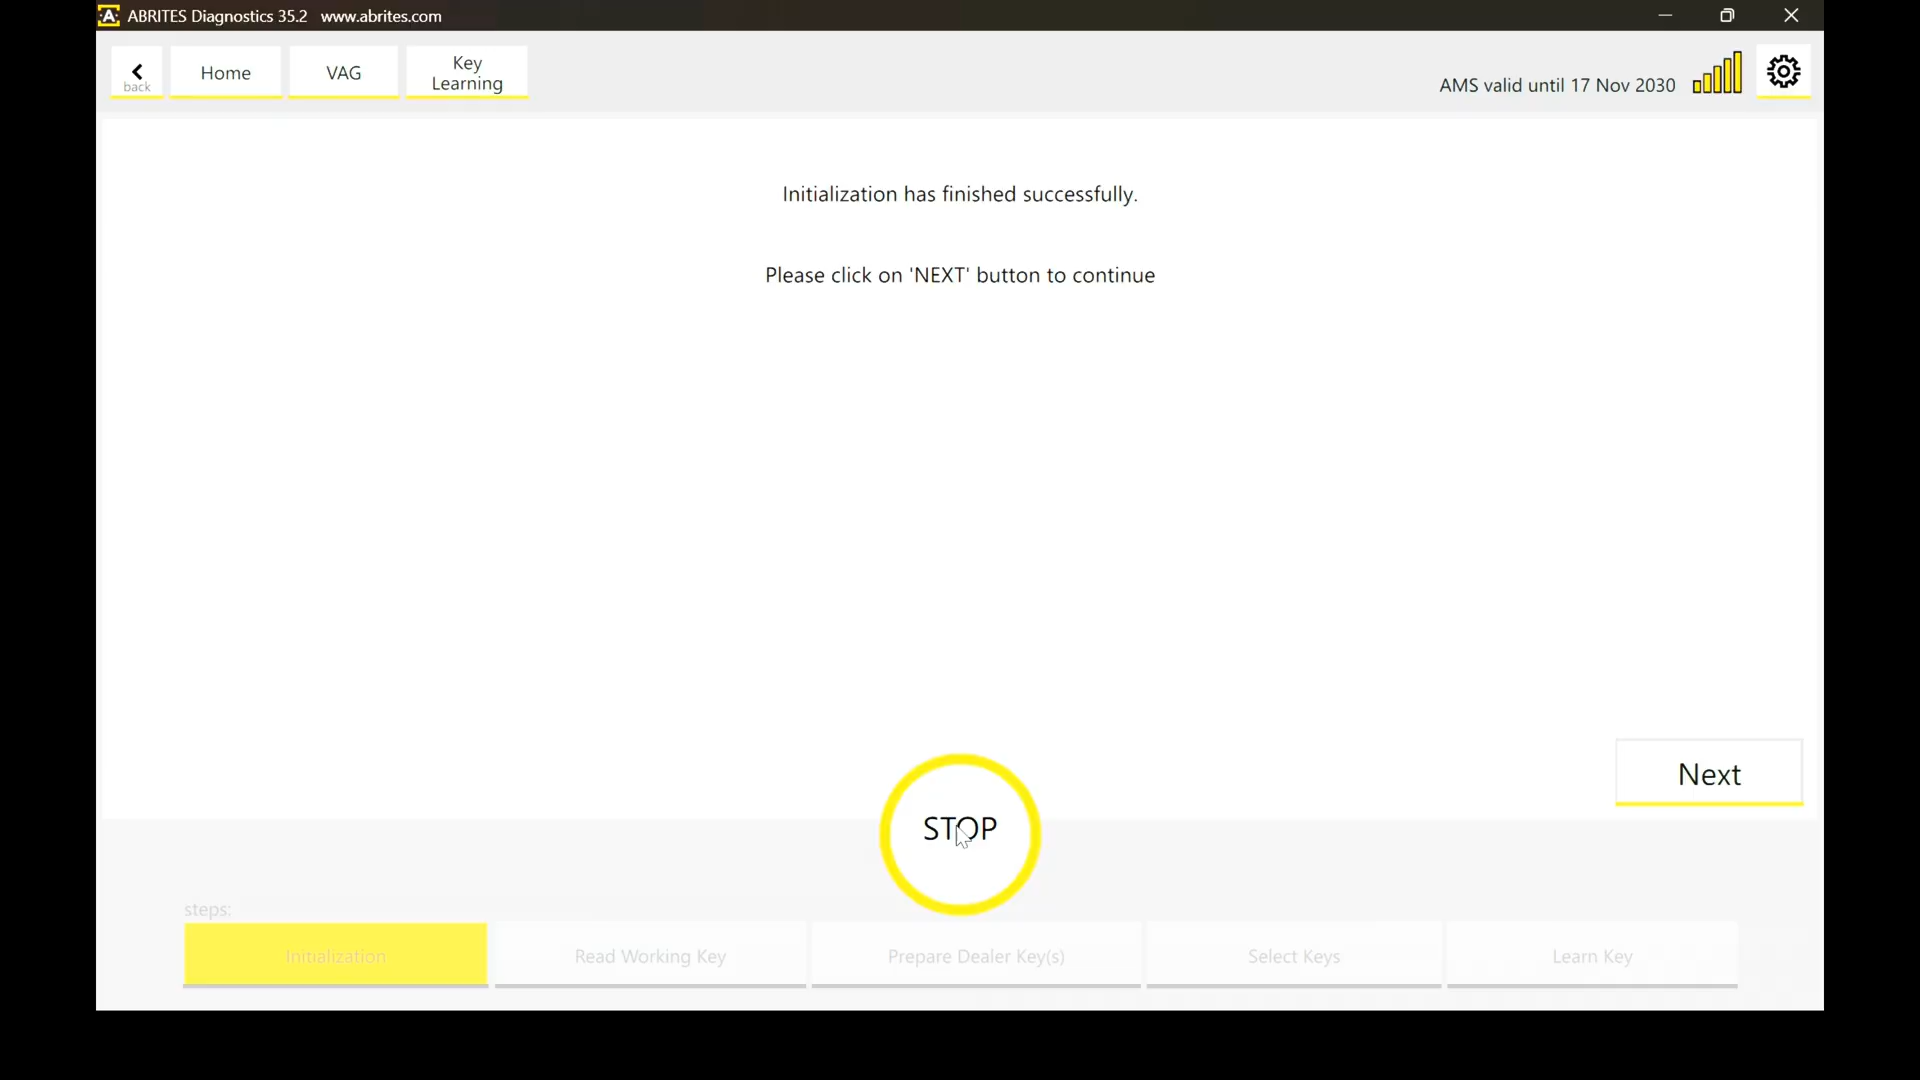 ABRITES Diagnostics 35.2 www.abrites.com
back
Home
VAG
Key
Learning
AMS valid until 17 Nov 2030
Initialization has finished successfully.
Please click on 'NEXT' button to continue
Next
STOP
steps:
Initialization
Read Working Key
Prepare Dealer Key(s)
Select Keys
Learn Key